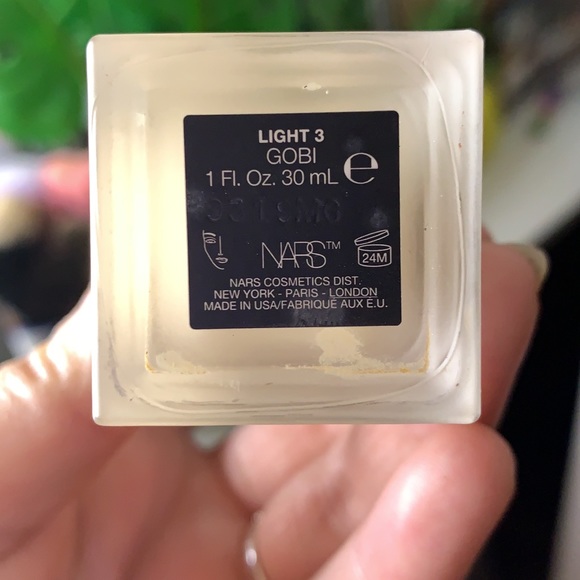 LIGHT 3
GOBI
1 Fl. Oz. 30 mL ℮
NARS™
24M
NARS COSMETICS DIST.
NEW YORK - PARIS - LONDON
MADE IN USA/FABRIQUÉ AUX E.U.